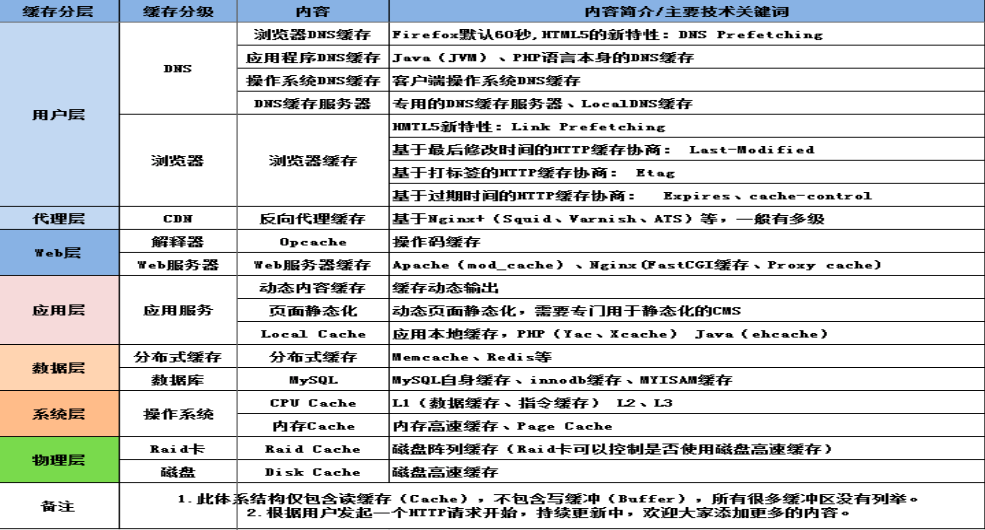 缓存分层 缓存分级 内容 内容简介/主要技术关键词
用户层 DNS 浏览器DNS缓存 Firefox默认60秒,HTML5的新特性：DNS Prefetching
应用程序DNS缓存 Java（JVM）、PHP语言本身的DNS缓存
操作系统DNS缓存 客户端操作系统DNS缓存
DNS缓存服务器 专用的DNS缓存服务器、LocalDNS缓存
浏览器 浏览器缓存 HMTL5新特性：Link Prefetching
基于最后修改时间的HTTP缓存协商： Last-Modified
基于打标签的HTTP缓存协商： Etag
基于过期时间的HTTP缓存协商： Expires、cache-control
代理层 CDN 反向代理缓存 基于Nginx+（Squid、Varnish、ATS）等，一般有多级
Web层 解释器 Opcache 操作码缓存
Web服务器 Web服务器缓存 Apache（mod_cache）、Nginx(FastCGI缓存、Proxy cache)
应用层 应用服务 动态内容缓存 缓存动态输出
页面静态化 动态页面静态化，需要专门用于静态化的CMS
Local Cache 应用本地缓存，PHP（Yac、Xcache） Java（ehcache）
数据层 分布式缓存 分布式缓存 Memcache、Redis等
数据库 MySQL MySQL自身缓存、innodb缓存、MYISAM缓存
系统层 操作系统 CPU Cache L1（数据缓存、指令缓存） L2、L3
内存Cache 内存高速缓存、Page Cache
物理层 Raid卡 Raid Cache 磁盘阵列缓存（Raid卡可以控制是否使用磁盘高速缓存）
磁盘 Disk Cache 磁盘高速缓存
备注 1.此体系结构仅包含读缓存（Cache），不包含写缓冲（Buffer），所有很多缓冲区没有列举。
2.根据用户发起一个HTTP请求开始，持续更新中，欢迎大家添加更多的内容。